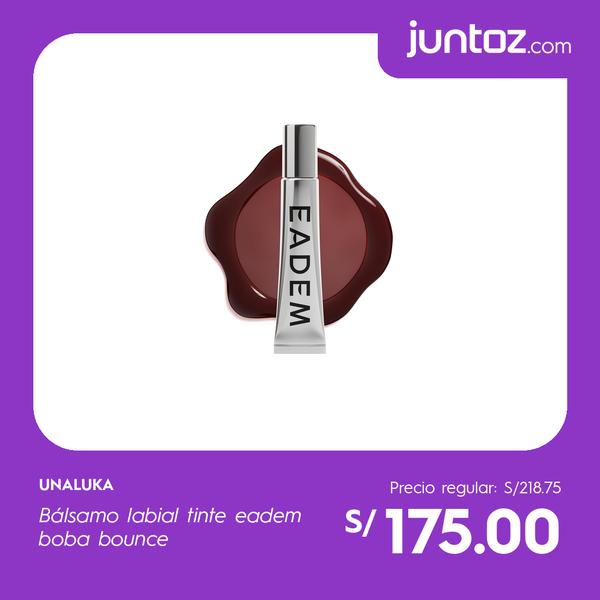 juntoz.com
EADEM
UNALUKA
Bálsamo labial tinte eadem
boba bounce
Precio regular: S/218.75
S/175.00